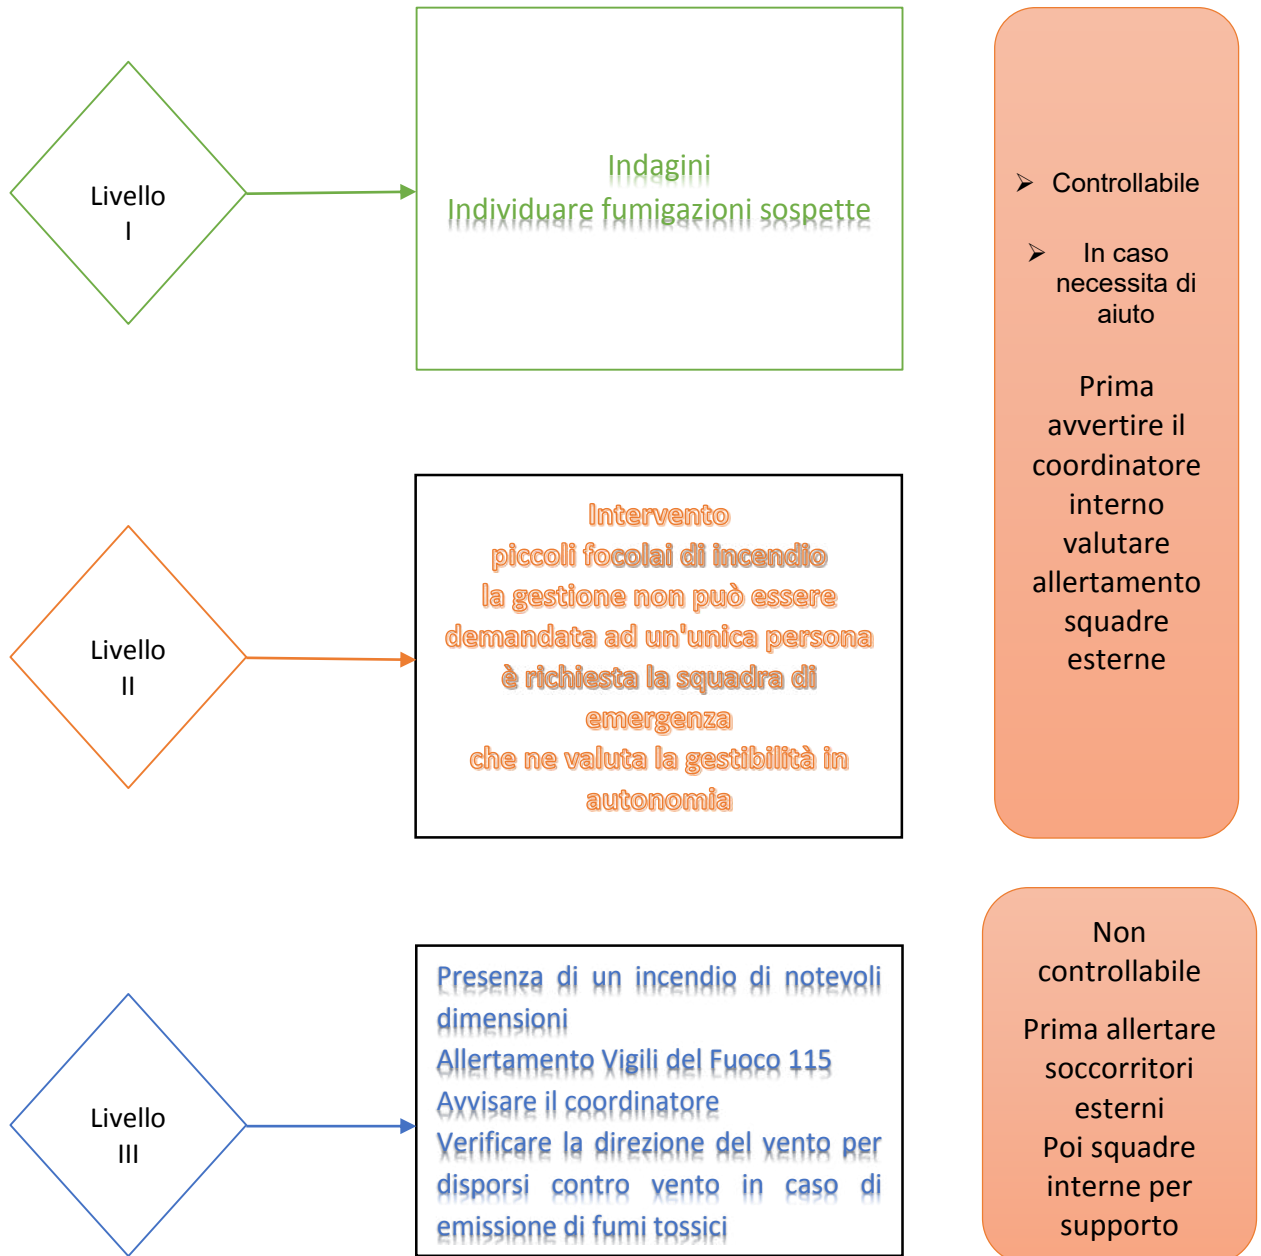 Livello
I
Indagini
Individuare fumigazioni sospette
➢ Controllabile
➢ In caso
necessita di
aiuto
Prima
avvertire il
coordinatore
interno
valutare
allertamento
squadre
esterne
Livello
II
Intervento
piccoli focolai di incendio
la gestione non può essere
demandata ad un'unica persona
è richiesta la squadra di
emergenza
che ne valuta la gestibilità in
autonomia
Livello
III
Presenza di un incendio di notevoli
dimensioni
Allertamento Vigili del Fuoco 115
Avvisare il coordinatore
Verificare la direzione del vento per
disporsi contro vento in caso di
emissione di fumi tossici
Non
controllabile
Prima allertare
soccorritori
esterni
Poi squadre
interne per
supporto